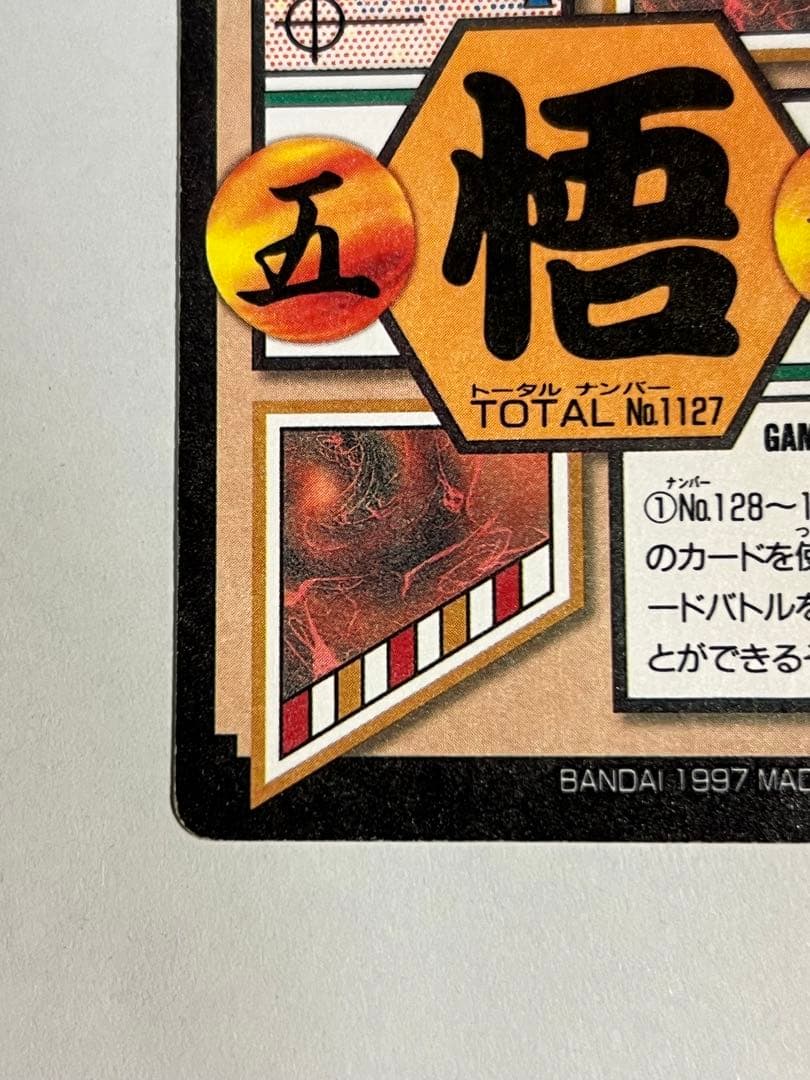 五
悟
トータル ナンバー
TOTAL No.1127
GAM
ナンバー
①No.128〜1
つ
のカードを使
ードバトルを
とができるそ
BANDAI 1997 MAD